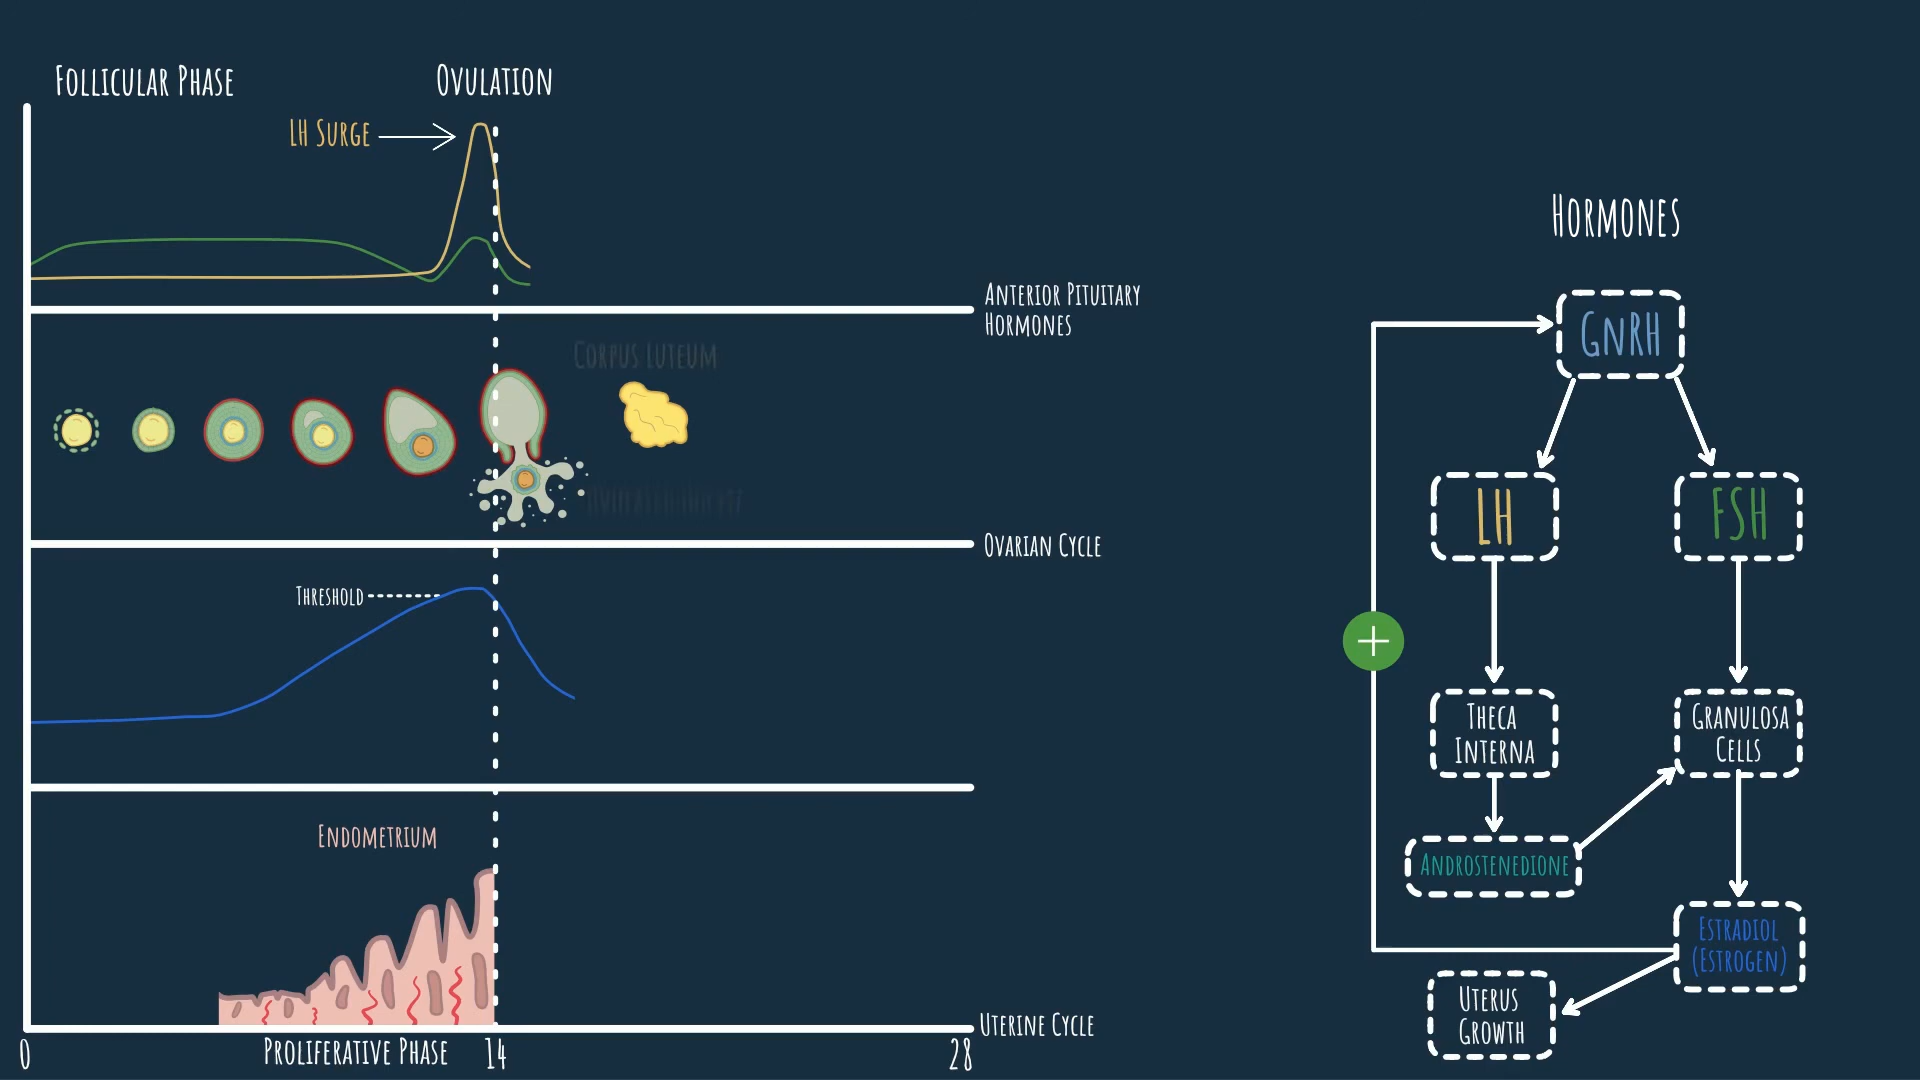 Follicular Phase
Ovulation
LH Surge
Anterior Pituitary
Hormones
Corpus Luteum
Ovarian Cycle
Threshold
Endometrium
Uterine Cycle
0
Proliferative Phase
14
28
Hormones
GnRH
LH
FSH
Theca
Interna
Granulosa
Cells
Androstenedione
Estradiol
(Estrogen)
Uterus
Growth